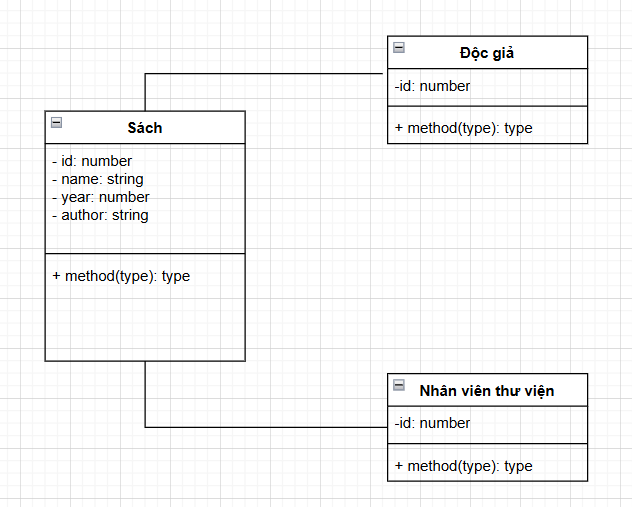 Độc giả
-id: number
+ method(type): type
Sách
- id: number
- name: string
- year: number
- author: string
+ method(type): type
Nhân viên thư viện
-id: number
+ method(type): type